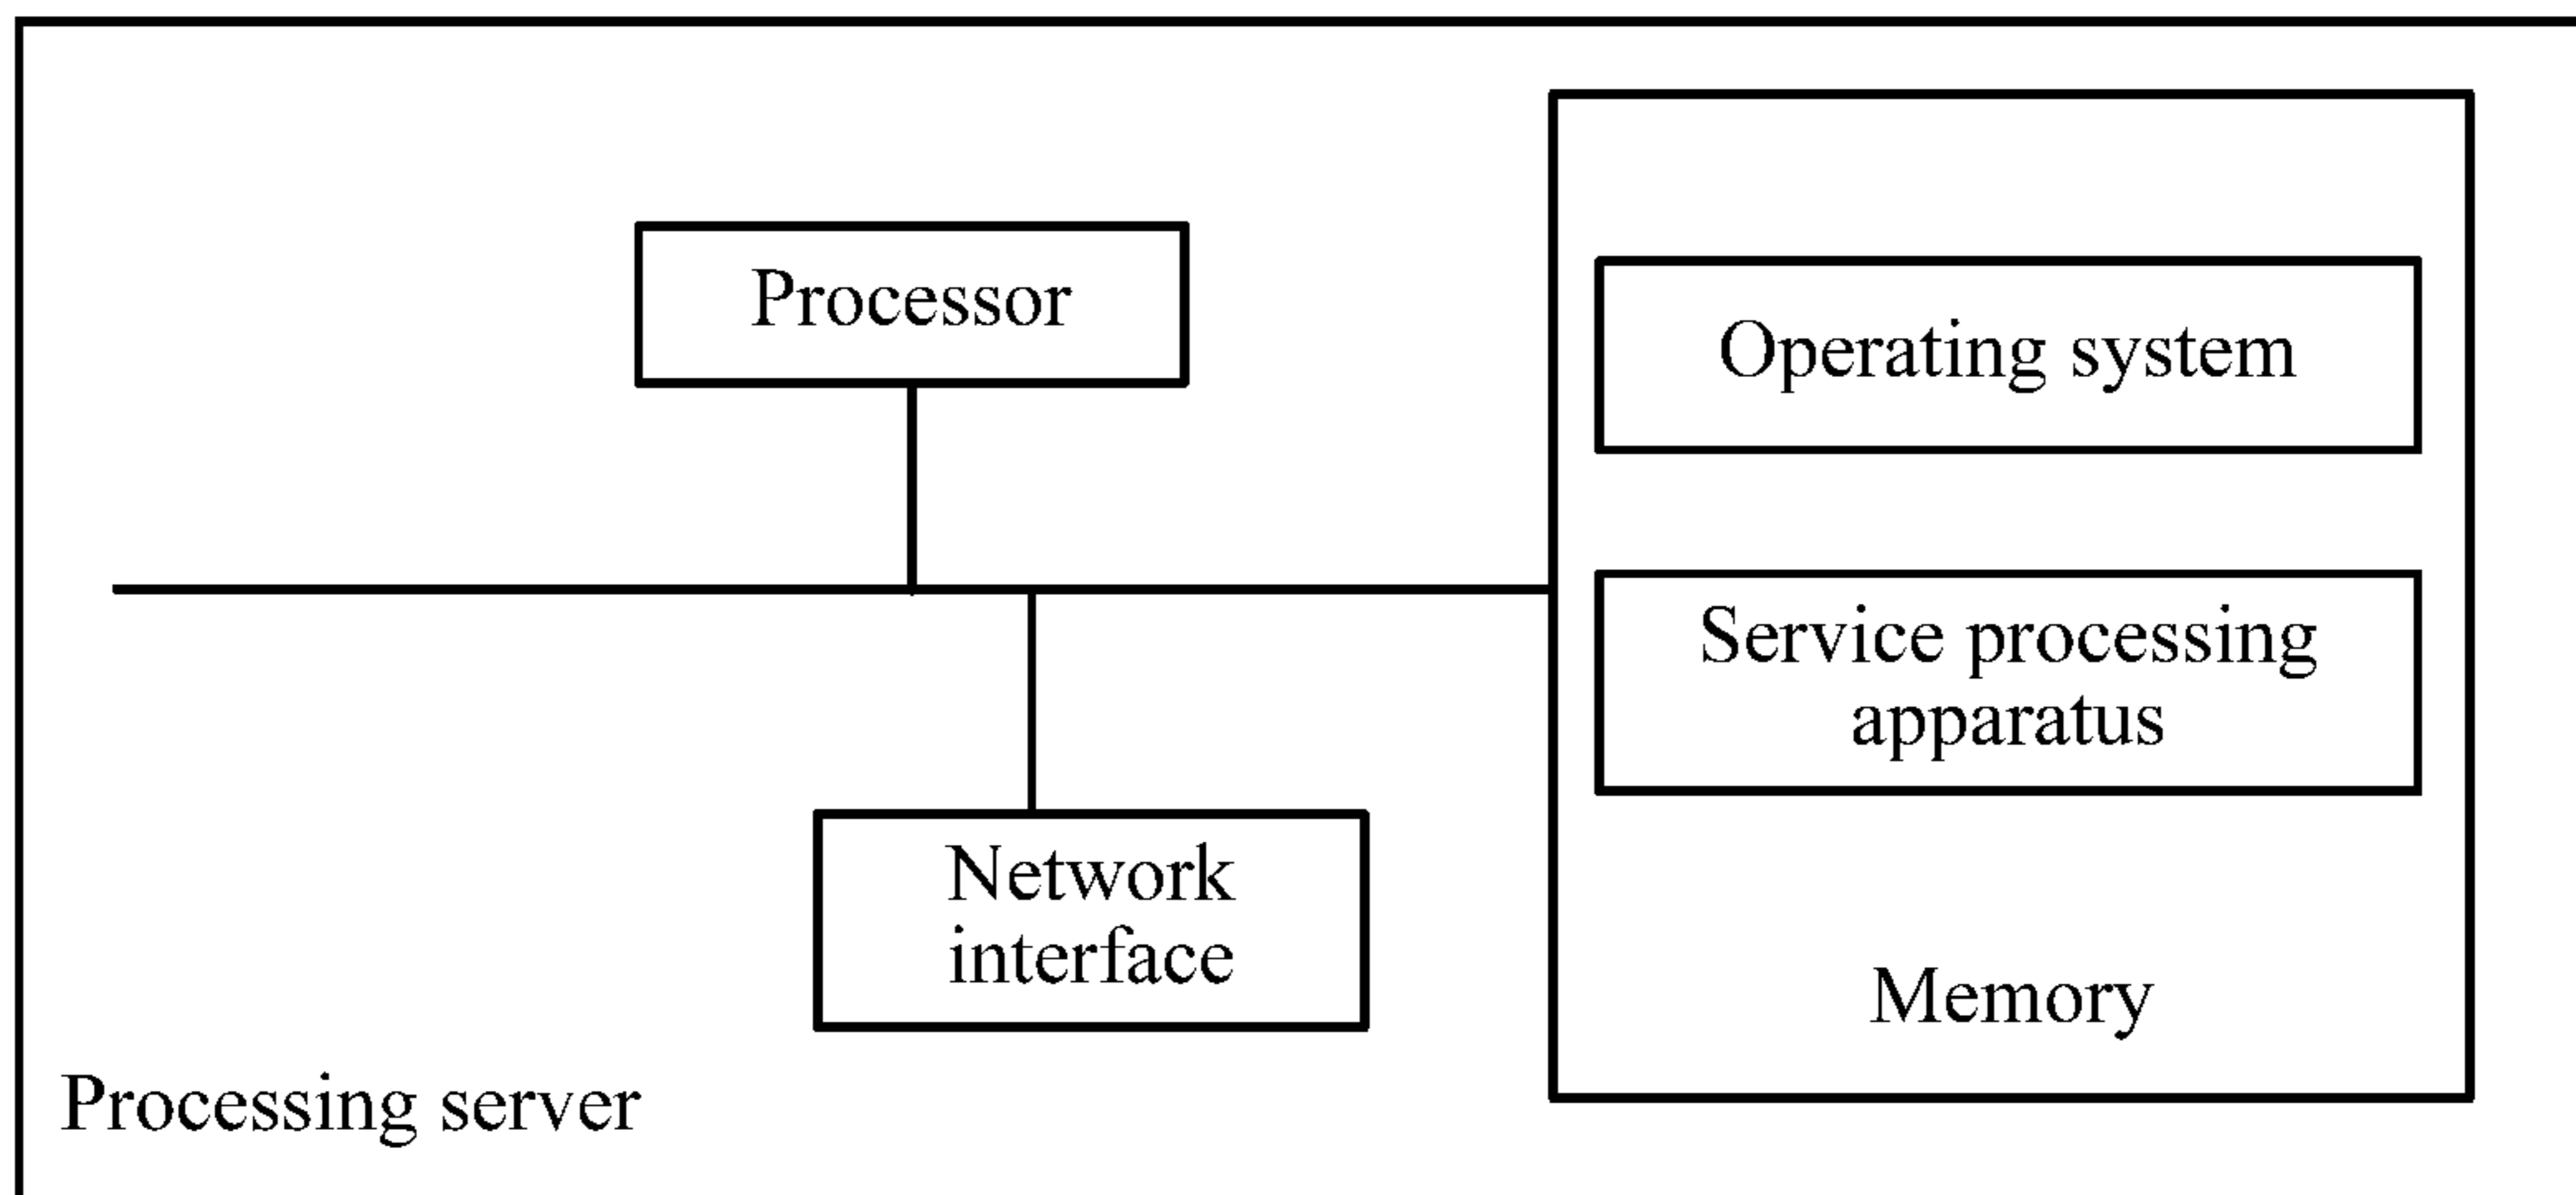 Processor
Operating system
Service processing
apparatus
Network
interface
Memory
Processing server